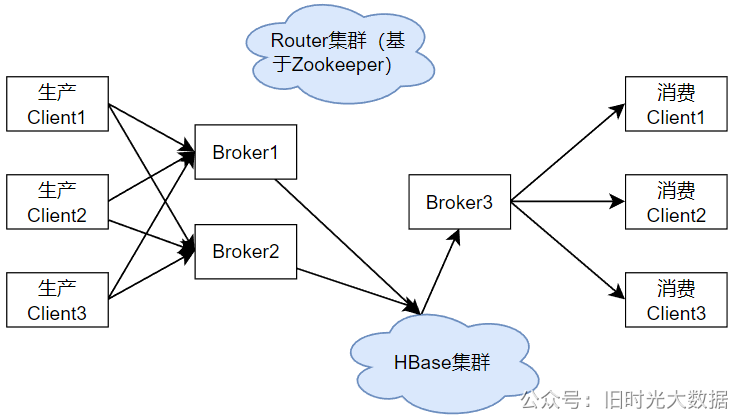 Router集群（基
于Zookeeper）
生产
Client1
生产
Client2
生产
Client3
Broker1
Broker2
Broker3
HBase集群
消费
Client1
消费
Client2
消费
Client3
公众号：旧时光大数据